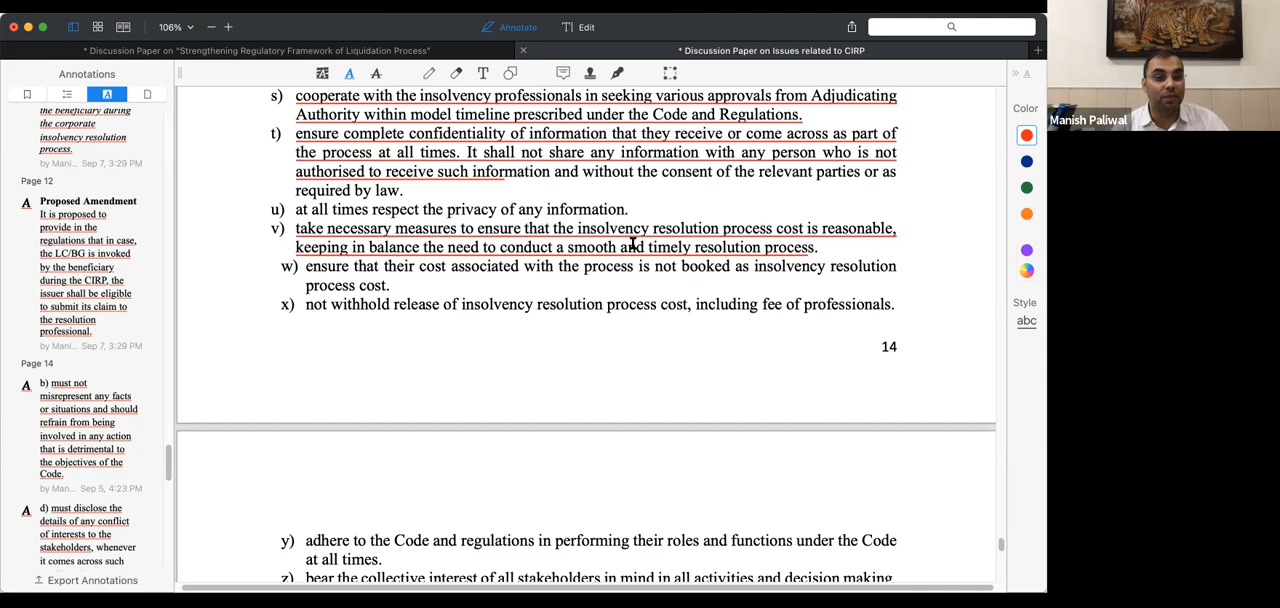 106%
Annotate
Edit
* Discussion Paper on "Strengthening Regulatory Framework of Liquidation Process"
* Discussion Paper on Issues related to CIRP
Annotations
the beneficiary during
the corporate
insolvency resolution
process.
by Mani... Sep 7, 3:29 PM
Page 12
Proposed Amendment
It is proposed to
provide in the
regulations that in case,
the LC/BG is invoked
by the beneficiary
during the CIRP, the
issuer shall be eligible
to submit its claim to
the resolution
professional.
by Mani... Sep 7, 3:29 PM
Page 14
b) must not
misrepresent any facts
or situations and should
refrain from being
involved in any action
that is detrimental to
the objectives of the
Code.
by Man... Sep 5, 4:23 PM
d) must disclose the
details of any conflict
of interests to the
stakeholders, whenever
it comes across such
Export Annotations
s) cooperate with the insolvency professionals in seeking various approvals from Adjudicating
Authority within model timeline prescribed under the Code and Regulations.
t) ensure complete confidentiality of information that they receive or come across as part of
the process at all times. It shall not share any information with any person who is not
authorised to receive such information and without the consent of the relevant parties or as
required by law.
u) at all times respect the privacy of any information.
v) take necessary measures to ensure that the insolvency resolution process cost is reasonable,
keeping in balance the need to conduct a smooth and timely resolution process.
w) ensure that their cost associated with the process is not booked as insolvency resolution
process cost.
x) not withhold release of insolvency resolution process cost, including fee of professionals.
14
y) adhere to the Code and regulations in performing their roles and functions under the Code
at all times.
z) bear the collective interest of all stakeholders in mind in all activities and decision making
Color
Style
abc
Manish Paliwal